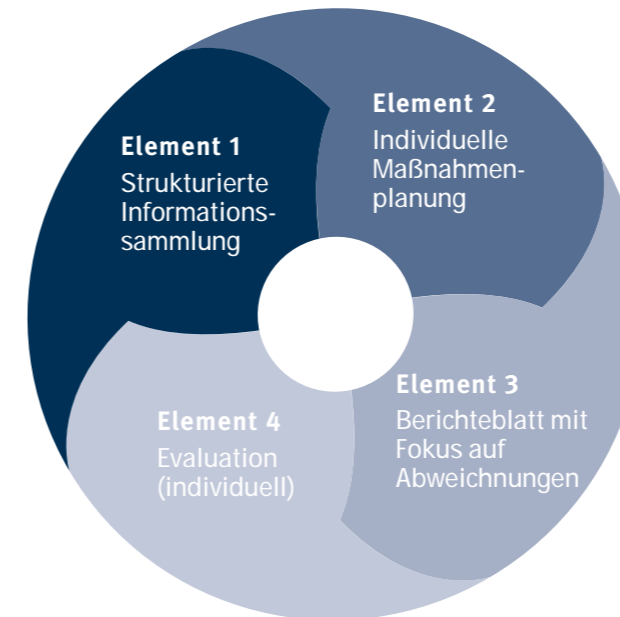 Element 1
Strukturierte
Informations-
sammlung
Element 2
Individuelle
Maßnahmen-
planung
Element 3
Berichteblatt mit
Fokus auf
Abweichnungen
Element 4
Evaluation
(individuell)